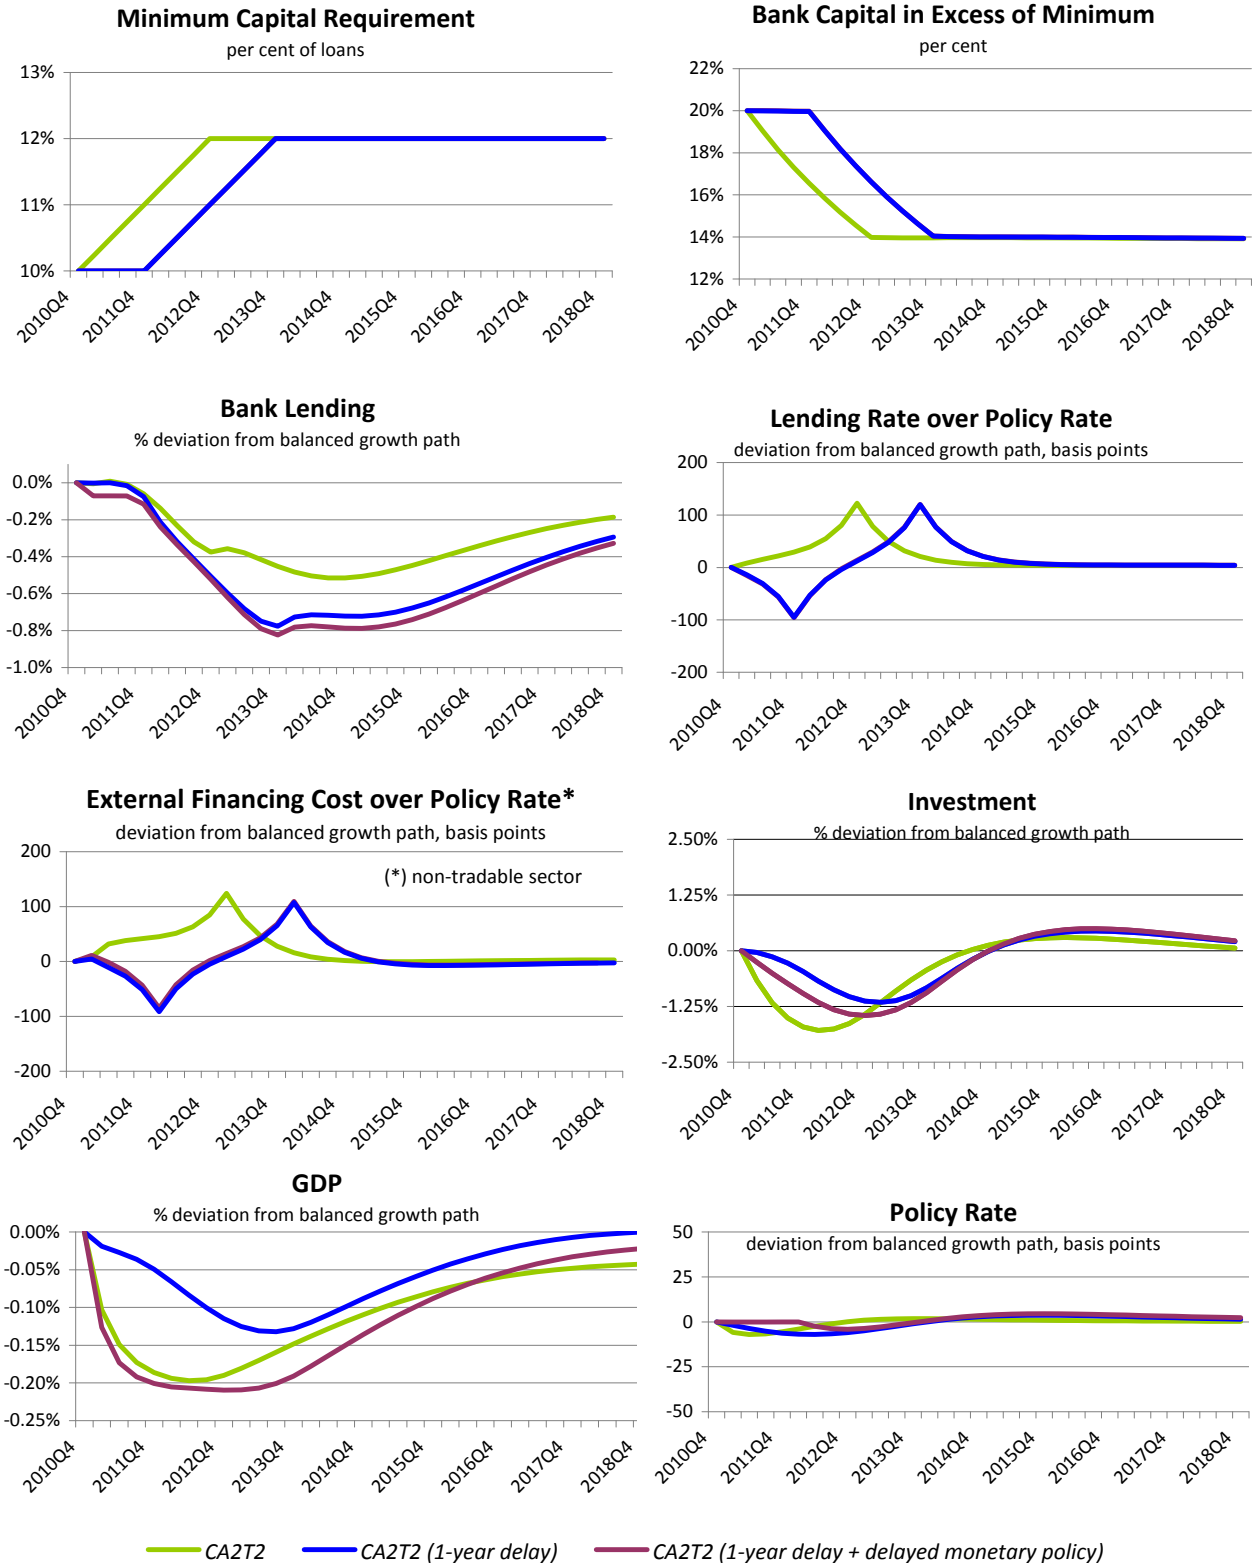 Minimum Capital Requirement
per cent of loans
13%
12%
11%
10%
2010Q4
2011Q4
2012Q4
2013Q4
2014Q4
2015Q4
2016Q4
2017Q4
2018Q4
Bank Capital in Excess of Minimum
per cent
22%
20%
18%
16%
14%
12%
2010Q4
2011Q4
2012Q4
2013Q4
2014Q4
2015Q4
2016Q4
2017Q4
2018Q4
Bank Lending
% deviation from balanced growth path
0.0%
-0.2%
-0.4%
-0.6%
-0.8%
-1.0%
2010Q4
2011Q4
2012Q4
2013Q4
2014Q4
2015Q4
2016Q4
2017Q4
2018Q4
Lending Rate over Policy Rate
deviation from balanced growth path, basis points
200
100
0
-100
-200
2010Q4
2011Q4
2012Q4
2013Q4
2014Q4
2015Q4
2016Q4
2017Q4
2018Q4
External Financing Cost over Policy Rate*
deviation from balanced growth path, basis points
(*) non-tradable sector
200
100
0
-100
-200
2010Q4
2011Q4
2012Q4
2013Q4
2014Q4
2015Q4
2016Q4
2017Q4
2018Q4
Investment
% deviation from balanced growth path
2.50%
1.25%
0.00%
-1.25%
-2.50%
2010Q4
2011Q4
2012Q4
2013Q4
2014Q4
2015Q4
2016Q4
2017Q4
2018Q4
GDP
% deviation from balanced growth path
0.00%
-0.05%
-0.10%
-0.15%
-0.20%
-0.25%
2010Q4
2011Q4
2012Q4
2013Q4
2014Q4
2015Q4
2016Q4
2017Q4
2018Q4
Policy Rate
deviation from balanced growth path, basis points
50
25
0
-25
-50
2010Q4
2011Q4
2012Q4
2013Q4
2014Q4
2015Q4
2016Q4
2017Q4
2018Q4
CA2T2
CA2T2 (1-year delay)
CA2T2 (1-year delay + delayed monetary policy)